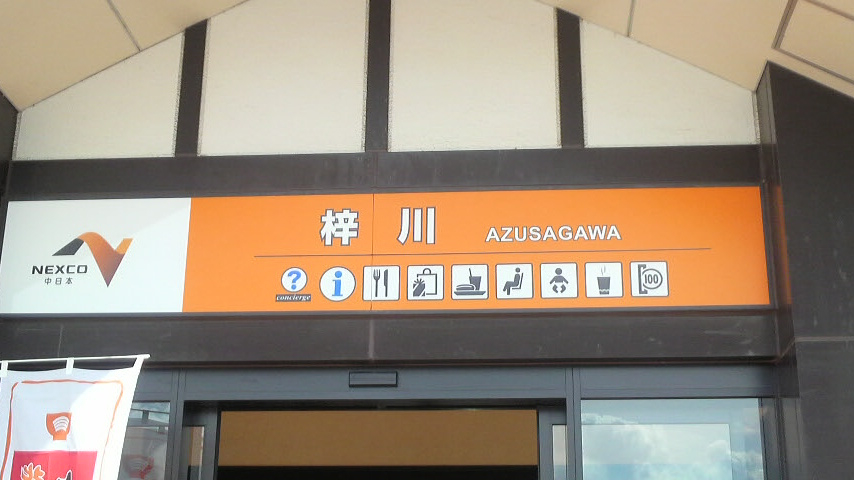 NEXCO
中日本
梓川 AZUSAGAWA
?
concierge
i
100